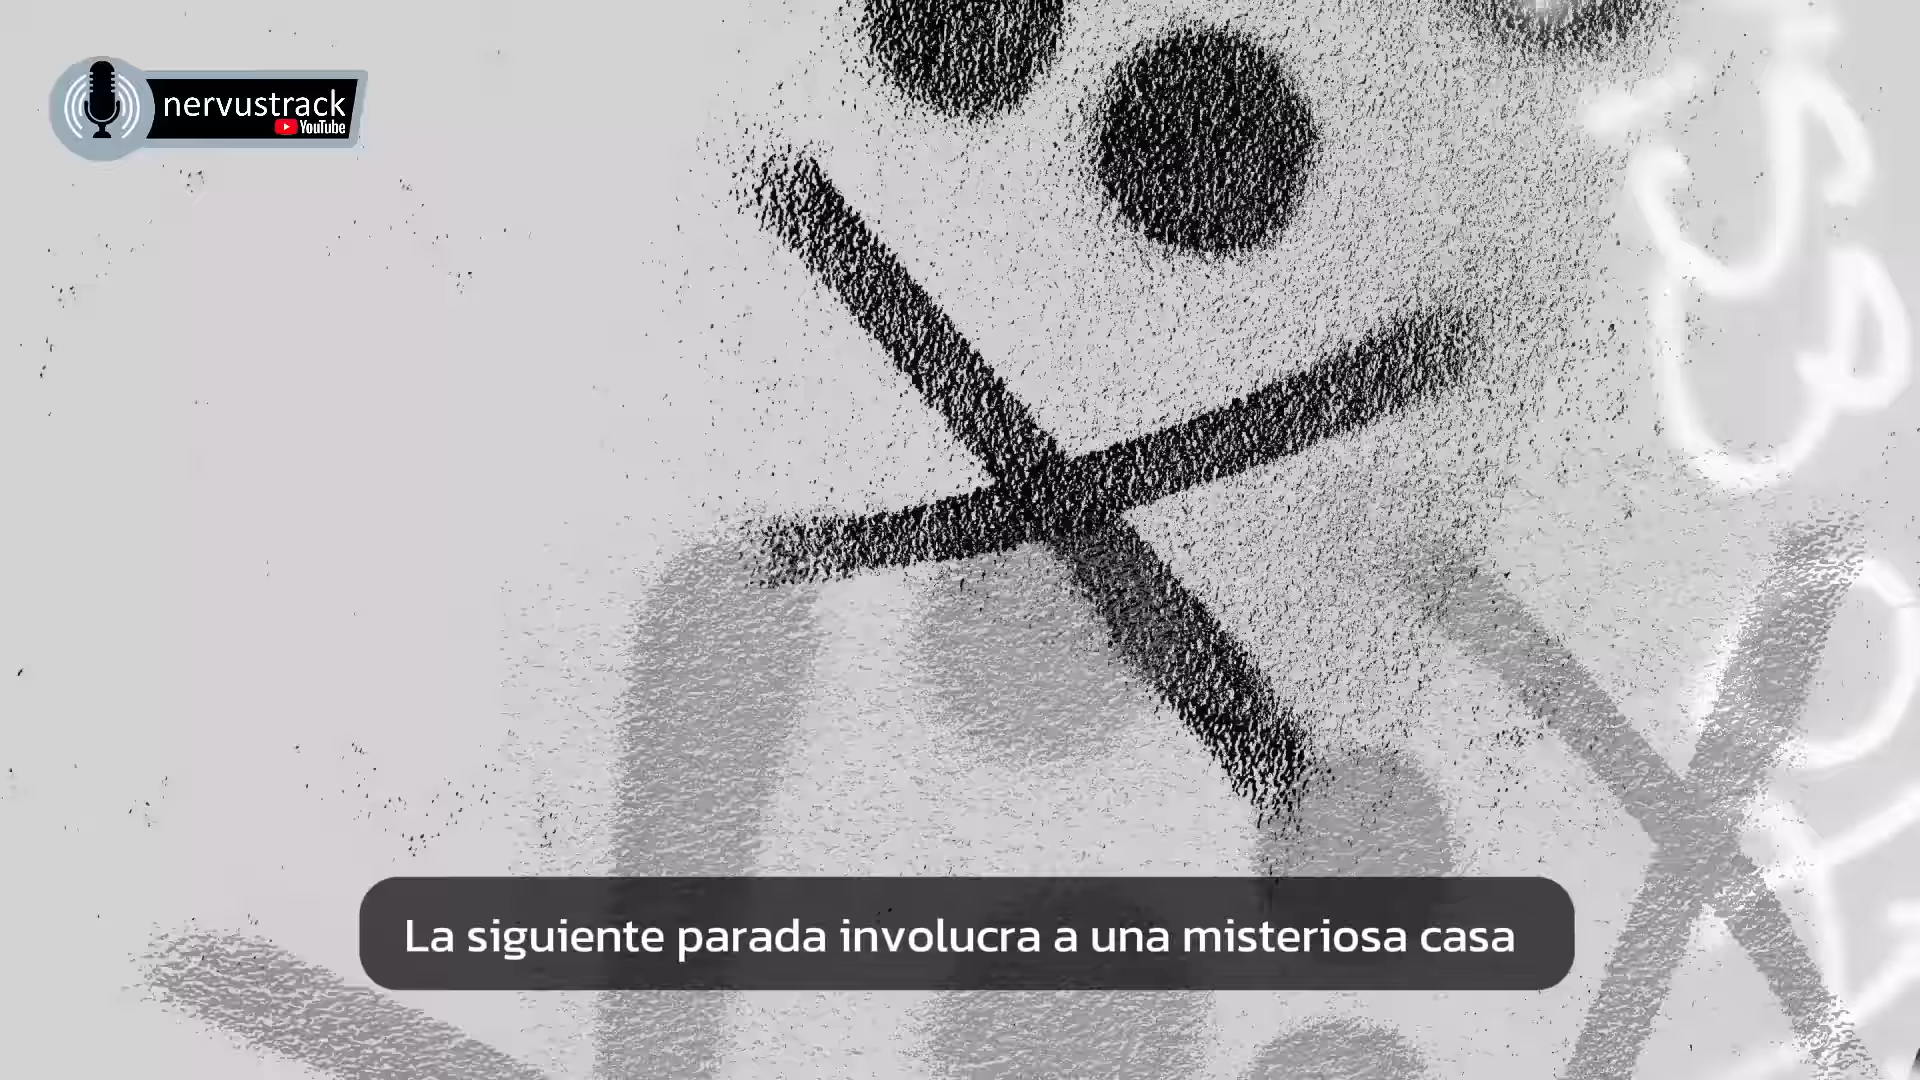 nervustrack
YouTube
La siguiente parada involucra a una misteriosa casa